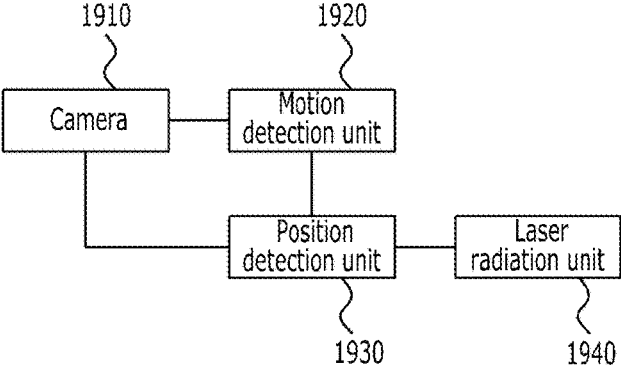 1910
1920
Camera
Motion
detection unit
Position
detection unit
Laser
radiation unit
1930
1940